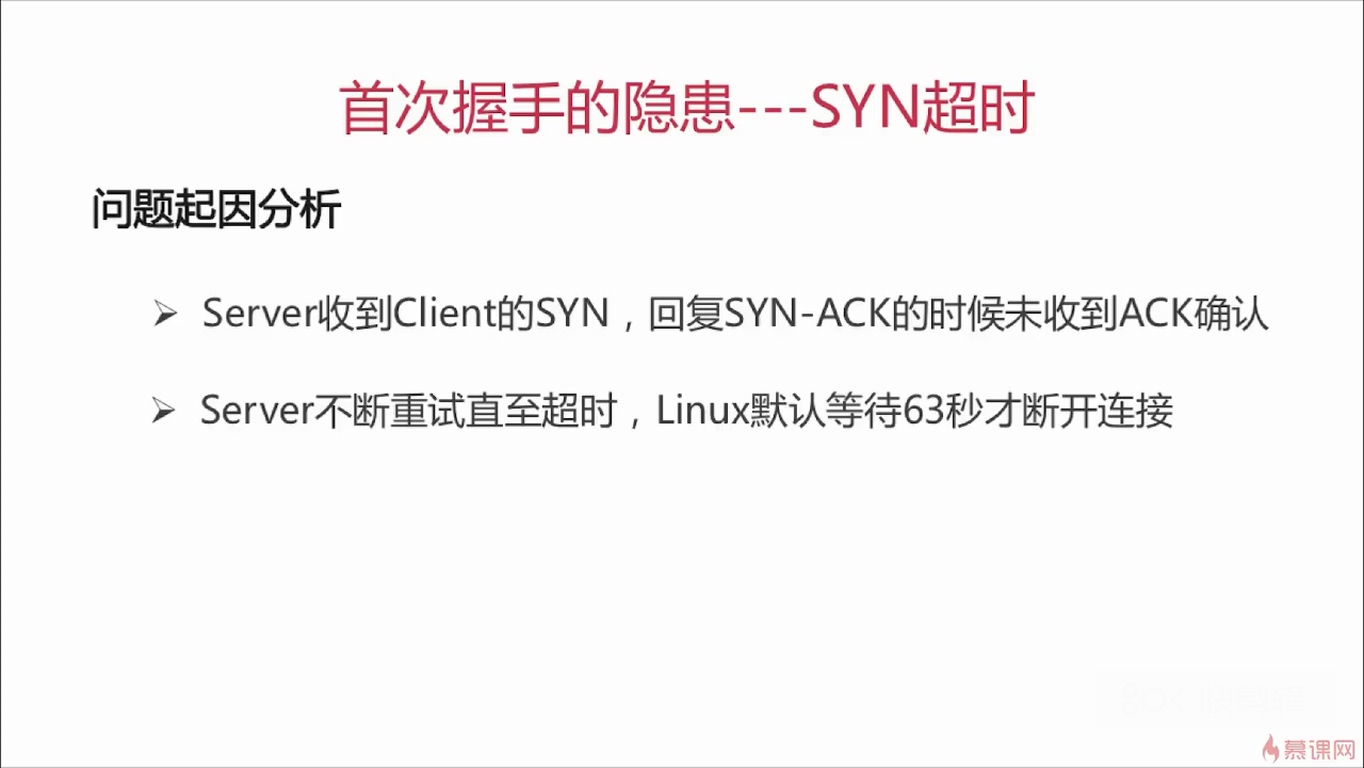 首次握手的隐患---SYN超时
问题起因分析
➢ Server收到Client的SYN，回复SYN-ACK的时候未收到ACK确认
➢ Server不断重试直至超时，Linux默认等待63秒才断开连接
慕课网